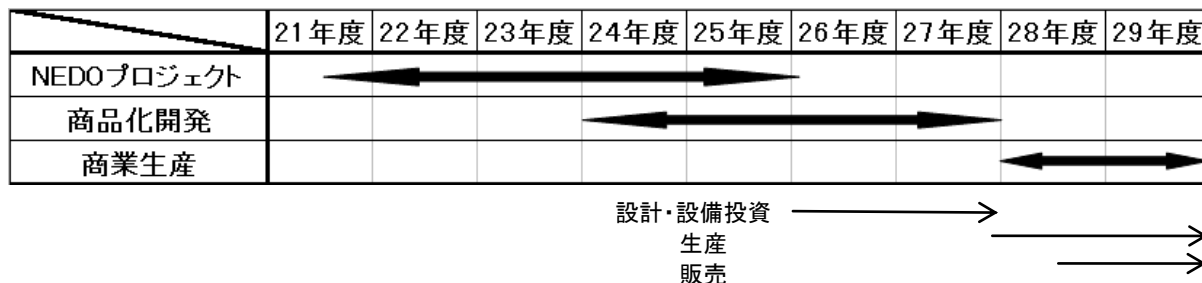 21年度 22年度 23年度 24年度 25年度 26年度 27年度 28年度 29年度
NEDOプロジェクト
商品化開発
商業生産
設計・設備投資
生産
販売